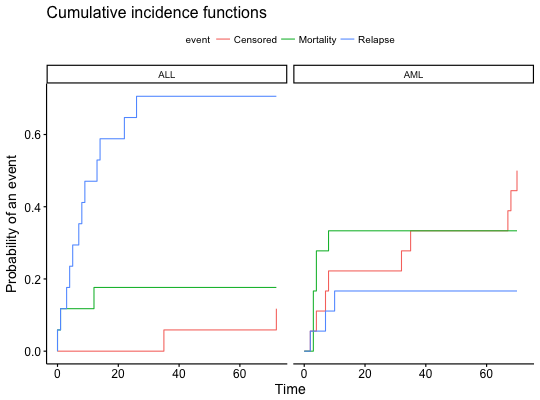 Cumulative incidence functions
event Censored Mortality Relapse
ALL AML
Probability of an event
0.6
0.4
0.2
0.0
0 20 40 60 0 20 40 60
Time